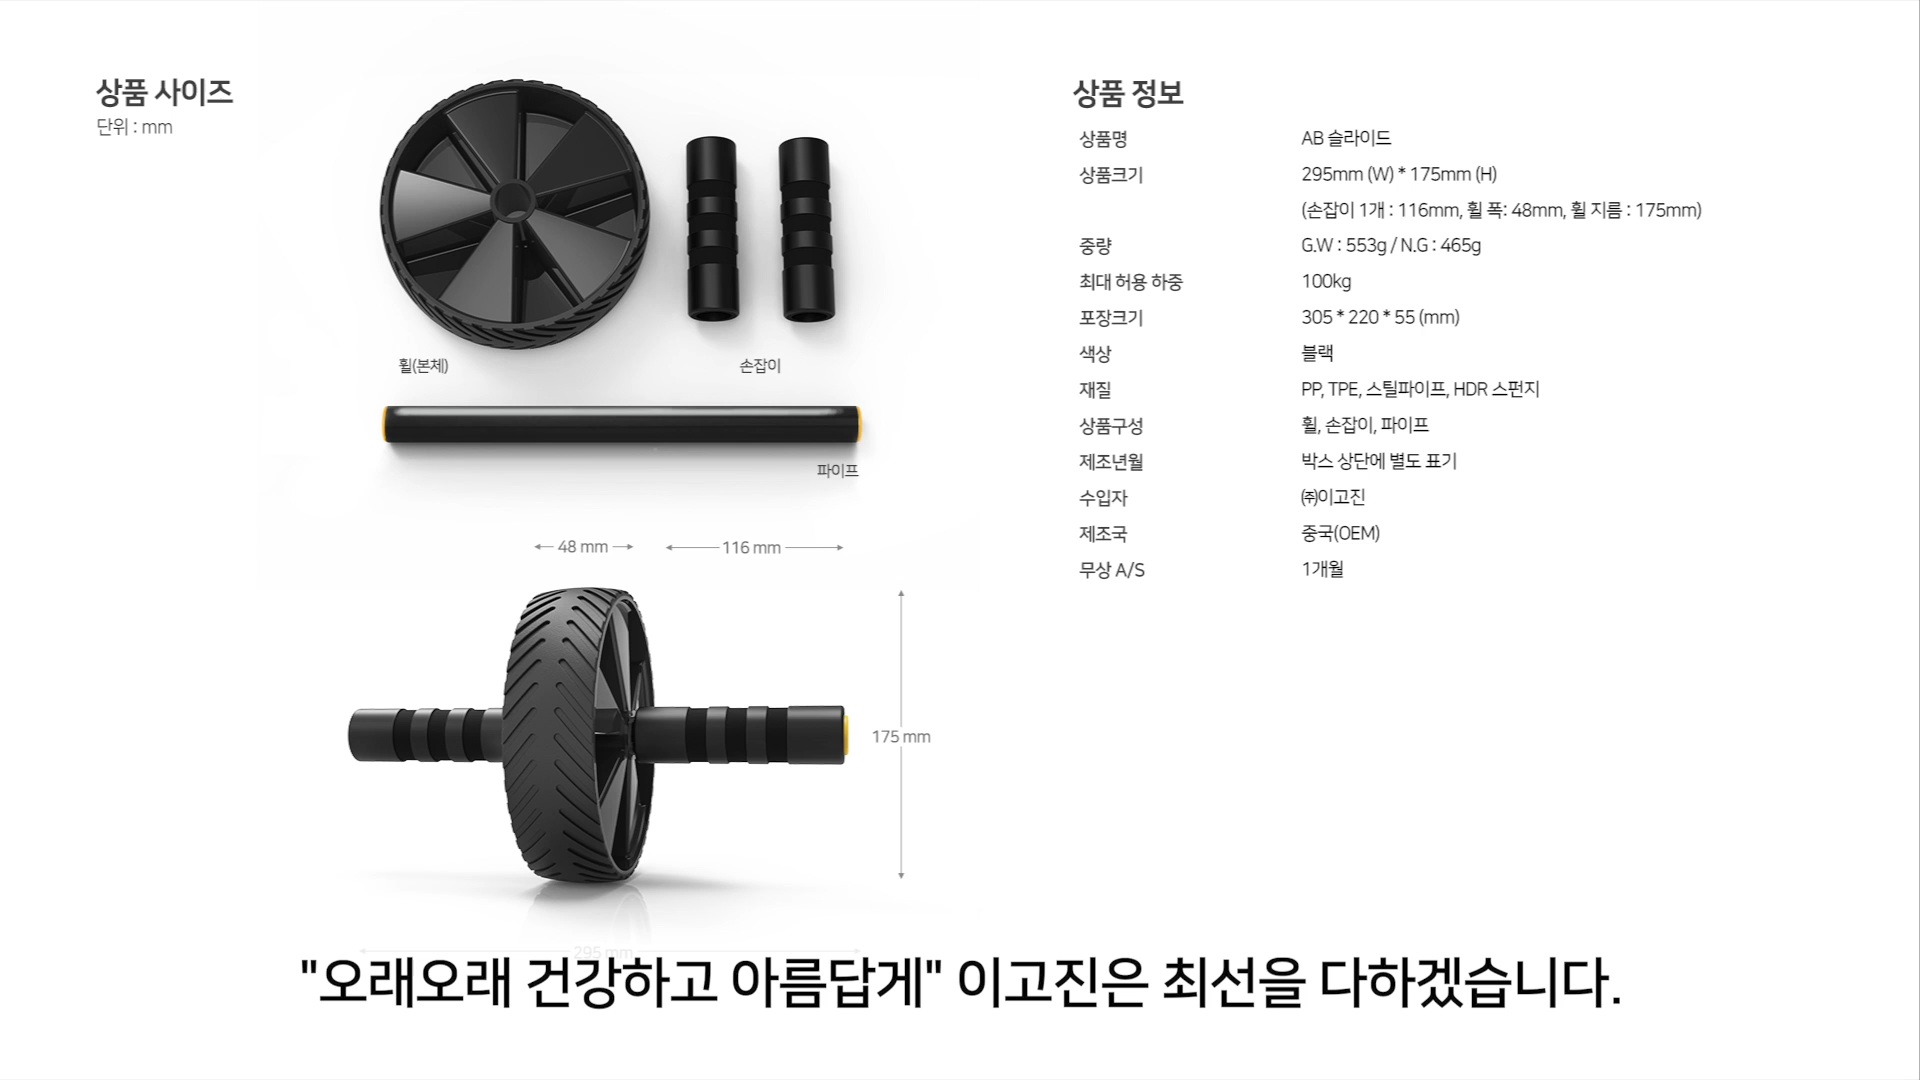 상품 사이즈
단위 : mm
휠(본체)
손잡이
파이프
48 mm
116 mm
175 mm
295 mm
상품 정보
상품명 AB 슬라이드
상품크기 295mm (W) * 175mm (H)
(손잡이 1개 : 116mm, 휠 폭: 48mm, 휠 지름 : 175mm)
중량 G.W : 553g / N.G : 465g
최대 허용 하중 100kg
포장크기 305 * 220 * 55 (mm)
색상 블랙
재질 PP, TPE, 스틸파이프, HDR 스펀지
상품구성 휠, 손잡이, 파이프
제조년월 박스 상단에 별도 표기
수입자 ㈜이고진
제조국 중국(OEM)
무상 A/S 1개월
"오래오래 건강하고 아름답게" 이고진은 최선을 다하겠습니다.